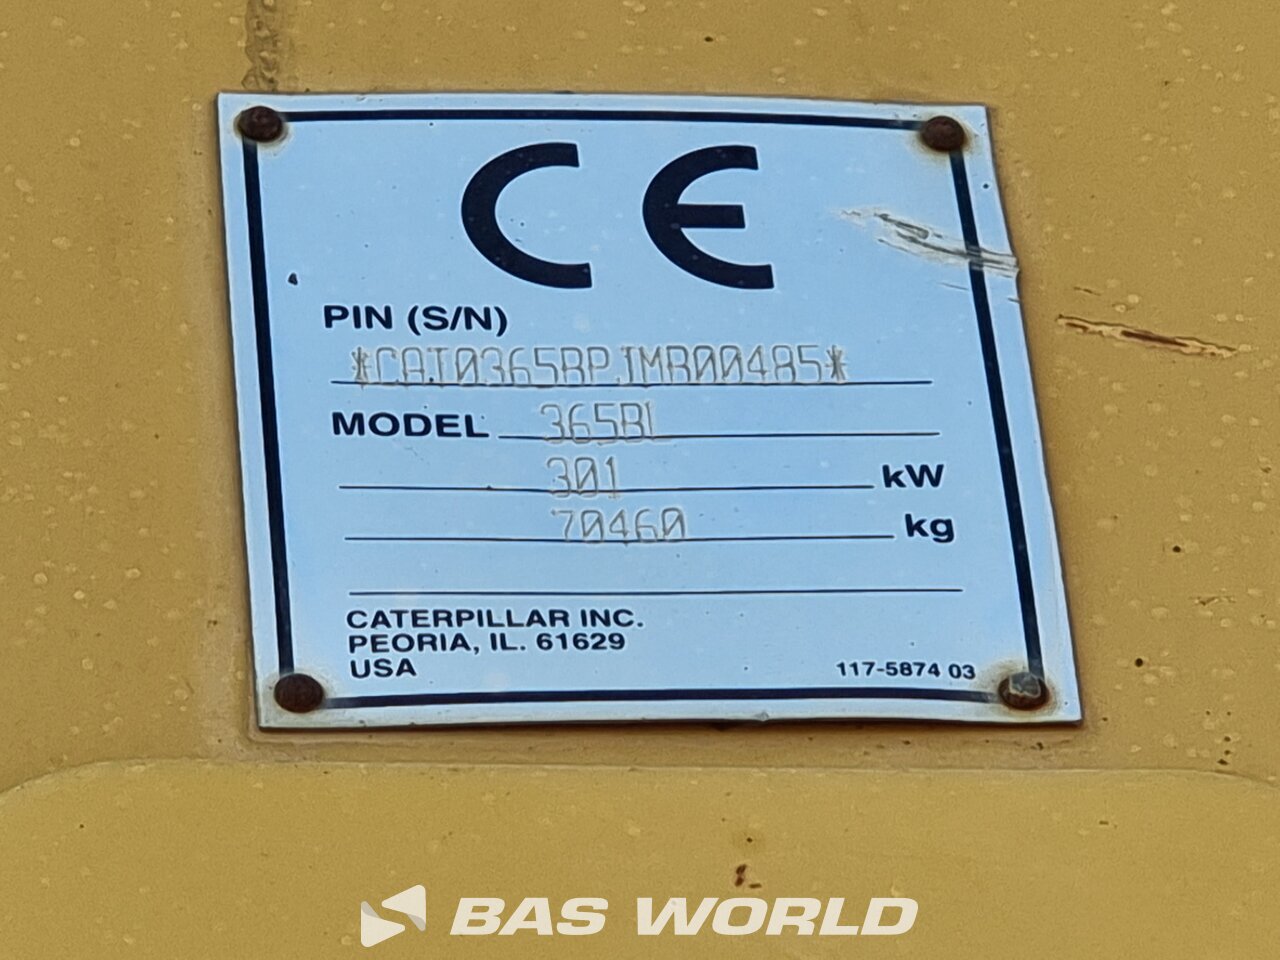 CE
PIN (S/N)
*CAT0365BPJMB00485*
MODEL 365BL
301 kW
70460 kg
CATERPILLAR INC.
PEORIA, IL. 61629
USA
117-5874 03
BAS WORLD